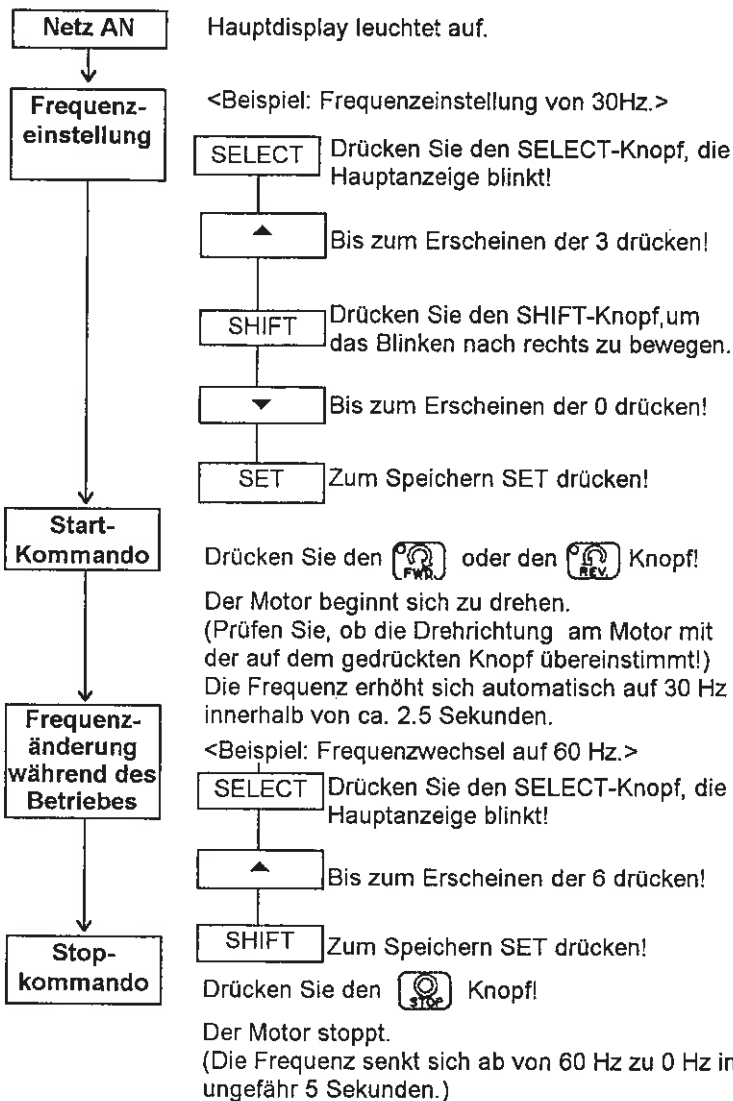 Netz AN
Hauptdisplay leuchtet auf.
Frequenz-
einstellung
<Beispiel: Frequenzeinstellung von 30Hz.>
SELECT
Drücken Sie den SELECT-Knopf, die
Hauptanzeige blinkt!
▲
Bis zum Erscheinen der 3 drücken!
SHIFT
Drücken Sie den SHIFT-Knopf,um
das Blinken nach rechts zu bewegen.
▼
Bis zum Erscheinen der 0 drücken!
SET
Zum Speichern SET drücken!
Start-
Kommando
Drücken Sie den FWD. oder den REV. Knopf!
Der Motor beginnt sich zu drehen.
(Prüfen Sie, ob die Drehrichtung am Motor mit
der auf dem gedrückten Knopf übereinstimmt!)
Die Frequenz erhöht sich automatisch auf 30 Hz
innerhalb von ca. 2.5 Sekunden.
Frequenz-
änderung
während des
Betriebes
<Beispiel: Frequenzwechsel auf 60 Hz.>
SELECT
Drücken Sie den SELECT-Knopf, die
Hauptanzeige blinkt!
▲
Bis zum Erscheinen der 6 drücken!
SHIFT
Zum Speichern SET drücken!
Stop-
kommando
Drücken Sie den STOP Knopf!
Der Motor stoppt.
(Die Frequenz senkt sich ab von 60 Hz zu 0 Hz in
ungefähr 5 Sekunden.)